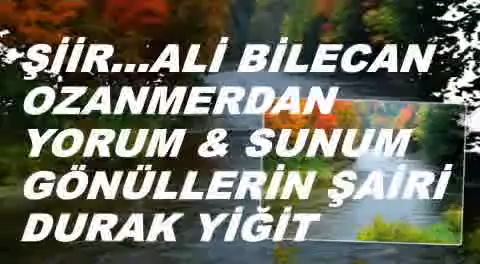 ŞİİR...ALİ BİLECAN
OZANMERDAN
YORUM & SUNUM
GÖNÜLLERİN ŞAİRİ
DURAK YİĞİT